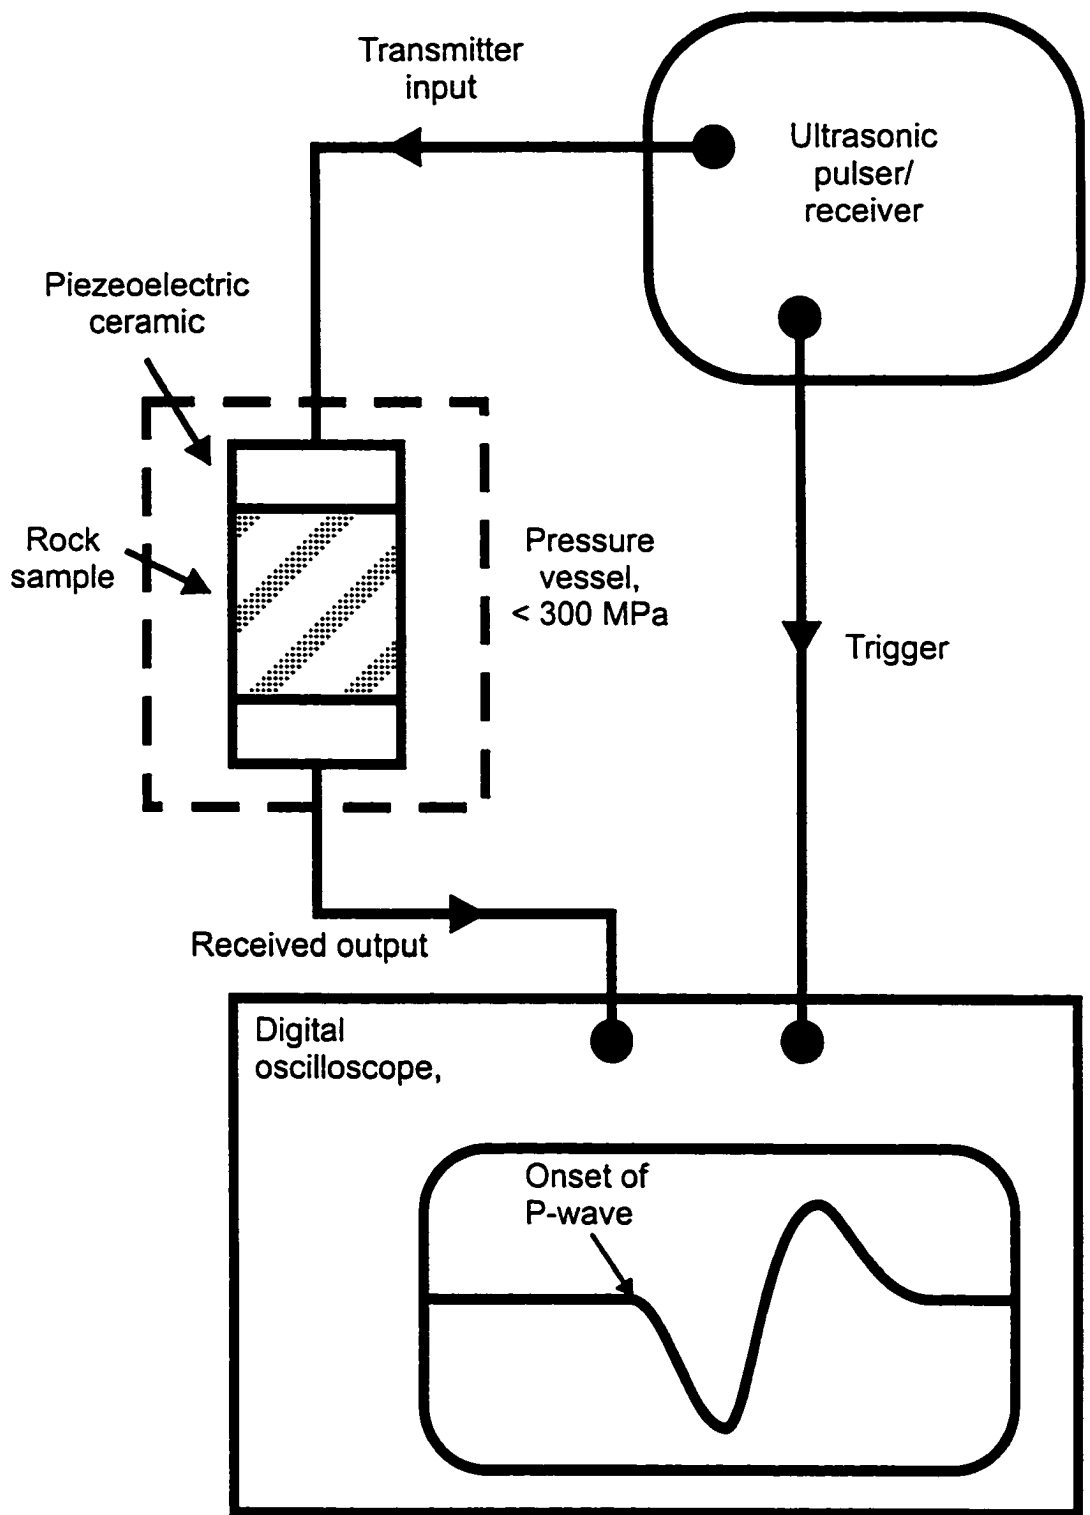 Transmitter
input
Ultrasonic
pulser/
receiver
Piezeoelectric
ceramic
Rock
sample
Pressure
vessel,
< 300 MPa
Trigger
Received output
Digital
oscilloscope,
Onset of
P-wave